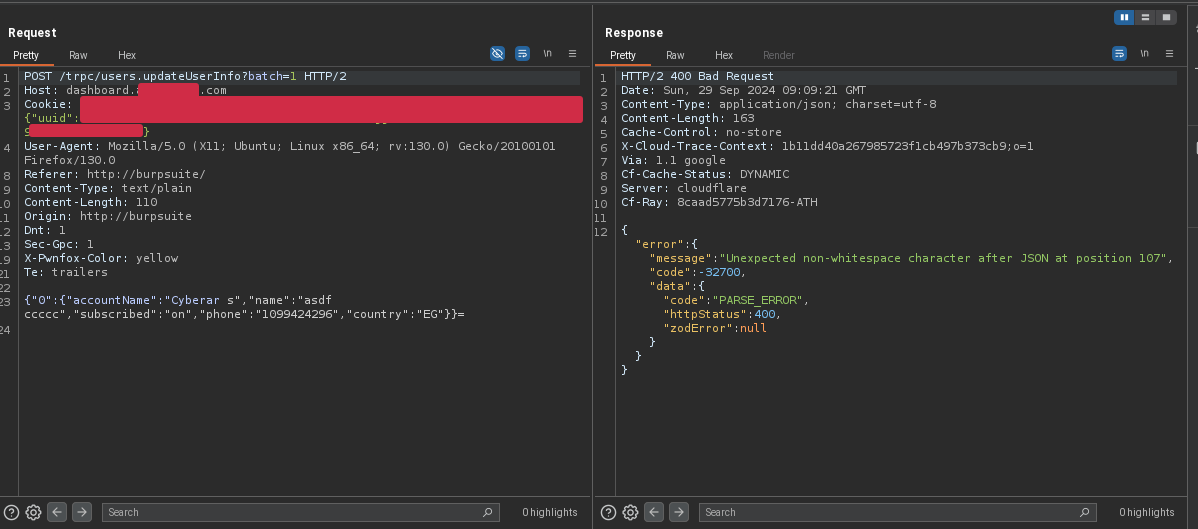 Request
Pretty Raw Hex
\n
1 POST /trpc/users.updateUserInfo?batch=1 HTTP/2
2 Host: dashboard. .com
3 Cookie:
{"uuid":
}
4 User-Agent: Mozilla/5.0 (X11; Ubuntu; Linux x86_64; rv:130.0) Gecko/20100101
Firefox/130.0
8 Referer: http://burpsuite/
9 Content-Type: text/plain
10 Content-Length: 110
11 Origin: http://burpsuite
12 Dnt: 1
13 Sec-Gpc: 1
19 X-Pwnfox-Color: yellow
21 Te: trailers
22
23 {"0":{"accountName":"Cyberar s","name":"asdf
ccccc","subscribed":"on","phone":"1099424296","country":"EG"}}=
24
Search
0 highlights
Response
Pretty Raw Hex Render
\n
1 HTTP/2 400 Bad Request
2 Date: Sun, 29 Sep 2024 09:09:21 GMT
3 Content-Type: application/json; charset=utf-8
4 Content-Length: 163
5 Cache-Control: no-store
6 X-Cloud-Trace-Context: 1b11dd40a267985723f1cb497b373cb9;o=1
7 Via: 1.1 google
8 Cf-Cache-Status: DYNAMIC
9 Server: cloudflare
10 Cf-Ray: 8caad5775b3d7176-ATH
11
12 {
"error":{
"message":"Unexpected non-whitespace character after JSON at position 107",
"code":-32700,
"data":{
"code":"PARSE_ERROR",
"httpStatus":400,
"zodError":null
}
}
}
Search
0 highlights